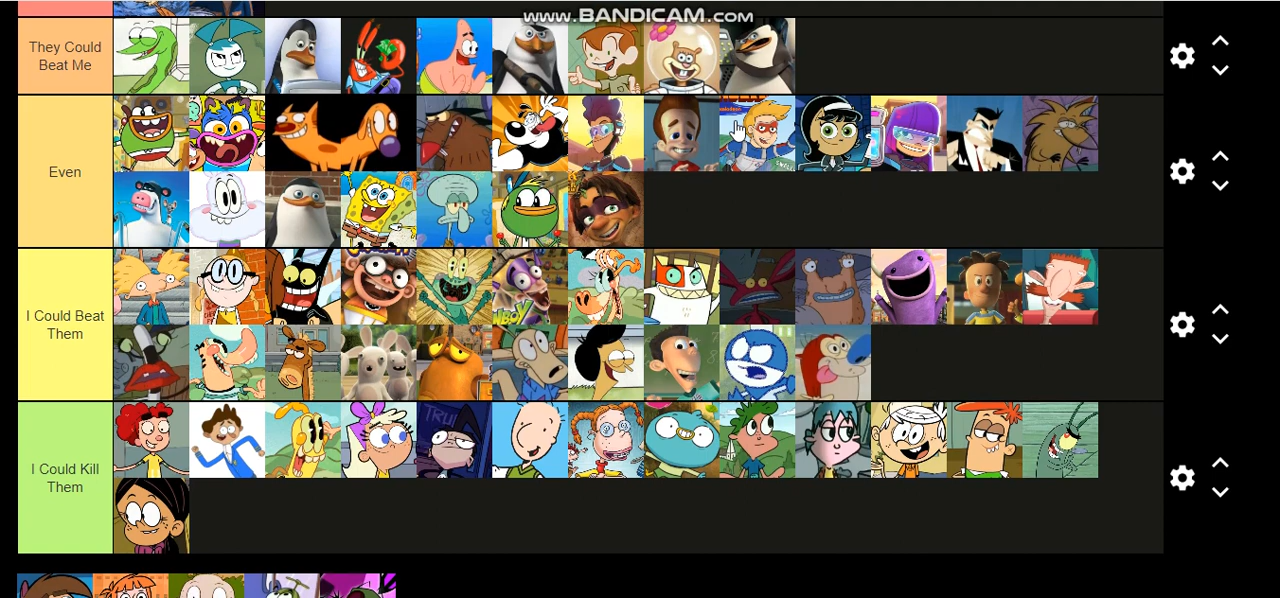 www.BANDICAM.com
They Could
Beat Me
Even
I Could Beat
Them
I Could Kill
Them